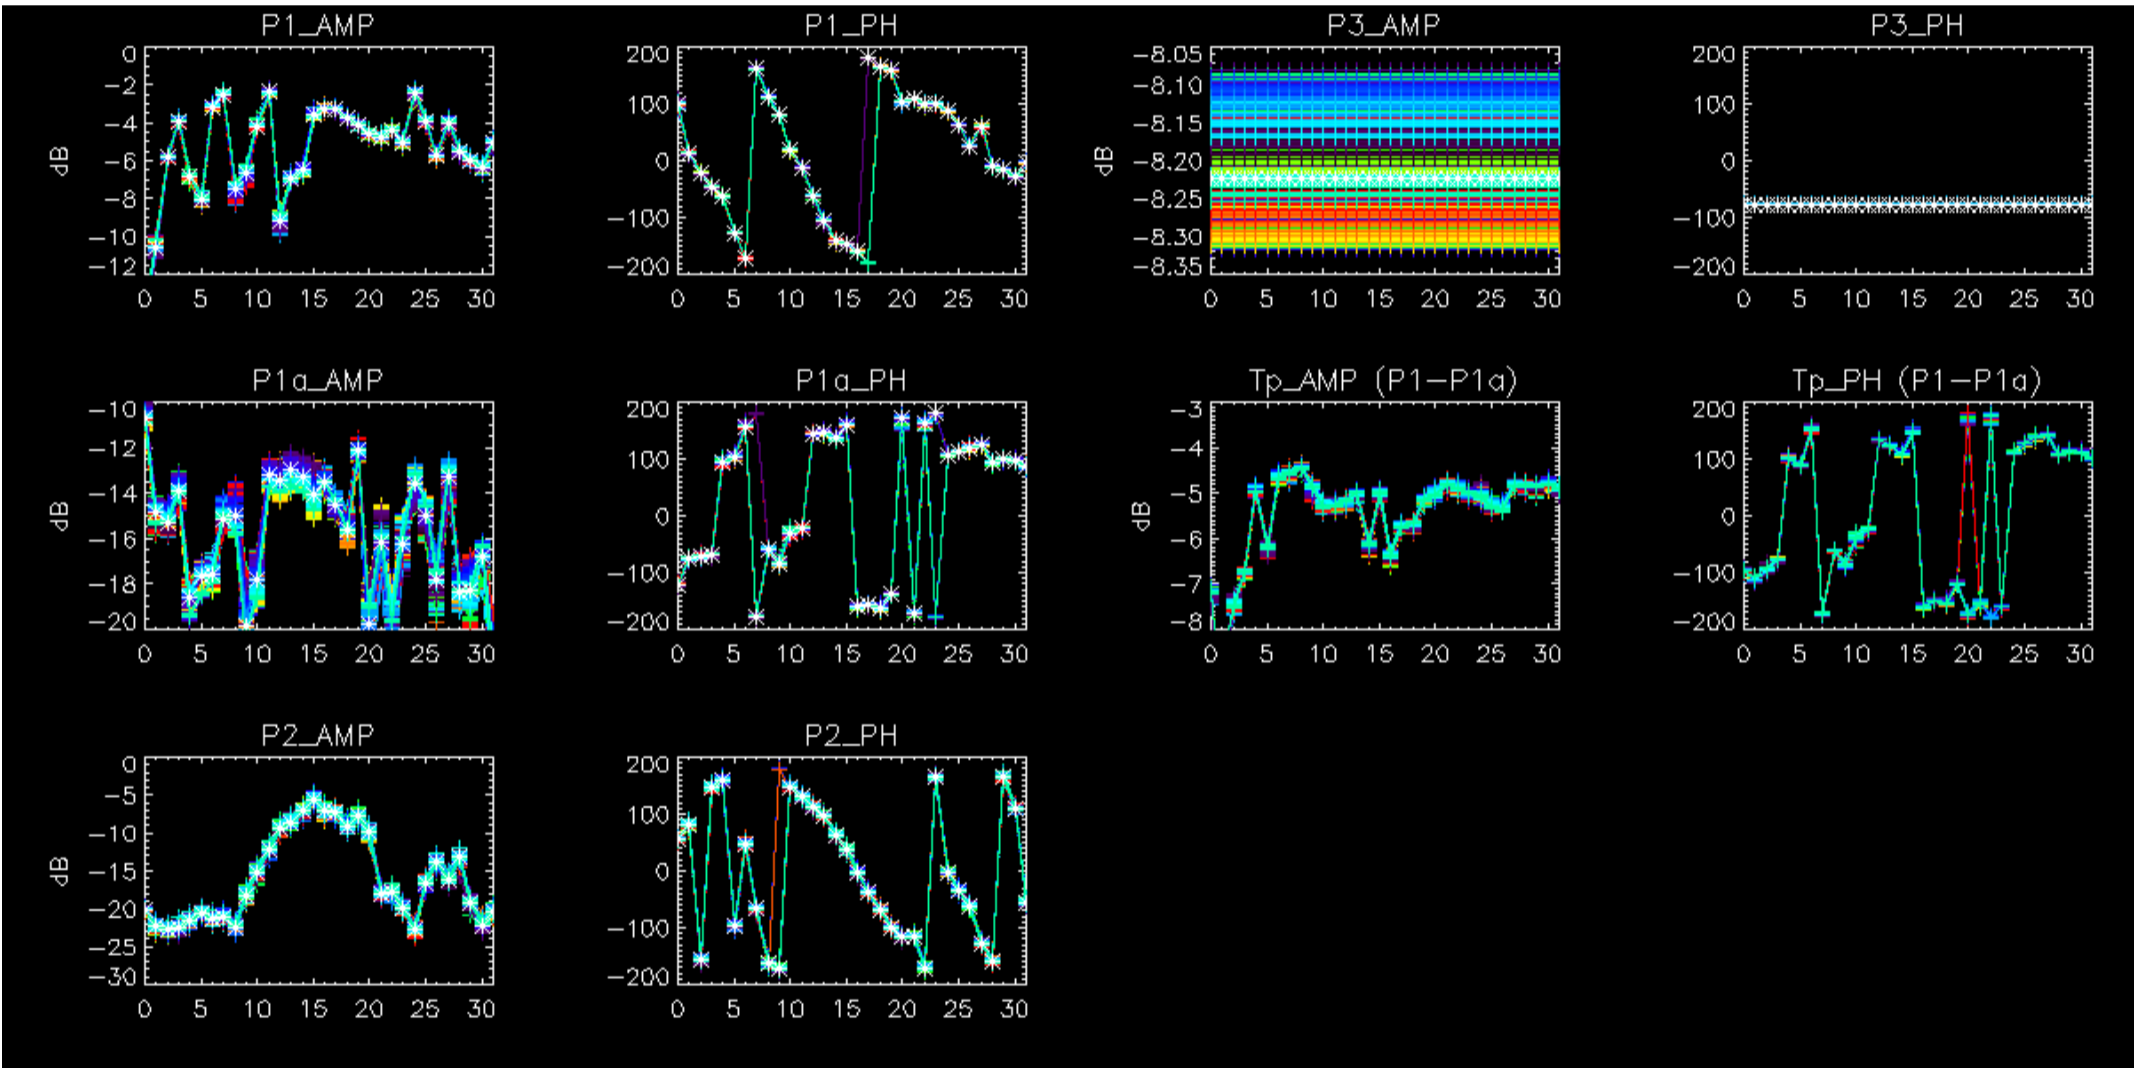 P1_AMP P1_PH P3_AMP P3_PH
0 200 -8.05 200
-2 -8.10
-4 100 -8.15 100
dB -6 0 dB -8.20 0
-8 -8.25
-10 -100 -8.30 -100
-12 -200 -8.35 -200
0 5 10 15 20 25 30 0 5 10 15 20 25 30 0 5 10 15 20 25 30 0 5 10 15 20 25 30
P1a_AMP P1a_PH Tp_AMP (P1-P1a) Tp_PH (P1-P1a)
-10 200 -3 200
-12 100 -4 100
-14 -5
dB -16 0 dB -6 0
-18 -100 -7 -100
-20 -200 -8 -200
0 5 10 15 20 25 30 0 5 10 15 20 25 30 0 5 10 15 20 25 30 0 5 10 15 20 25 30
P2_AMP P2_PH
0 200
-5 100
-10
dB -15 0
-20 -100
-25
-30 -200
0 5 10 15 20 25 30 0 5 10 15 20 25 30